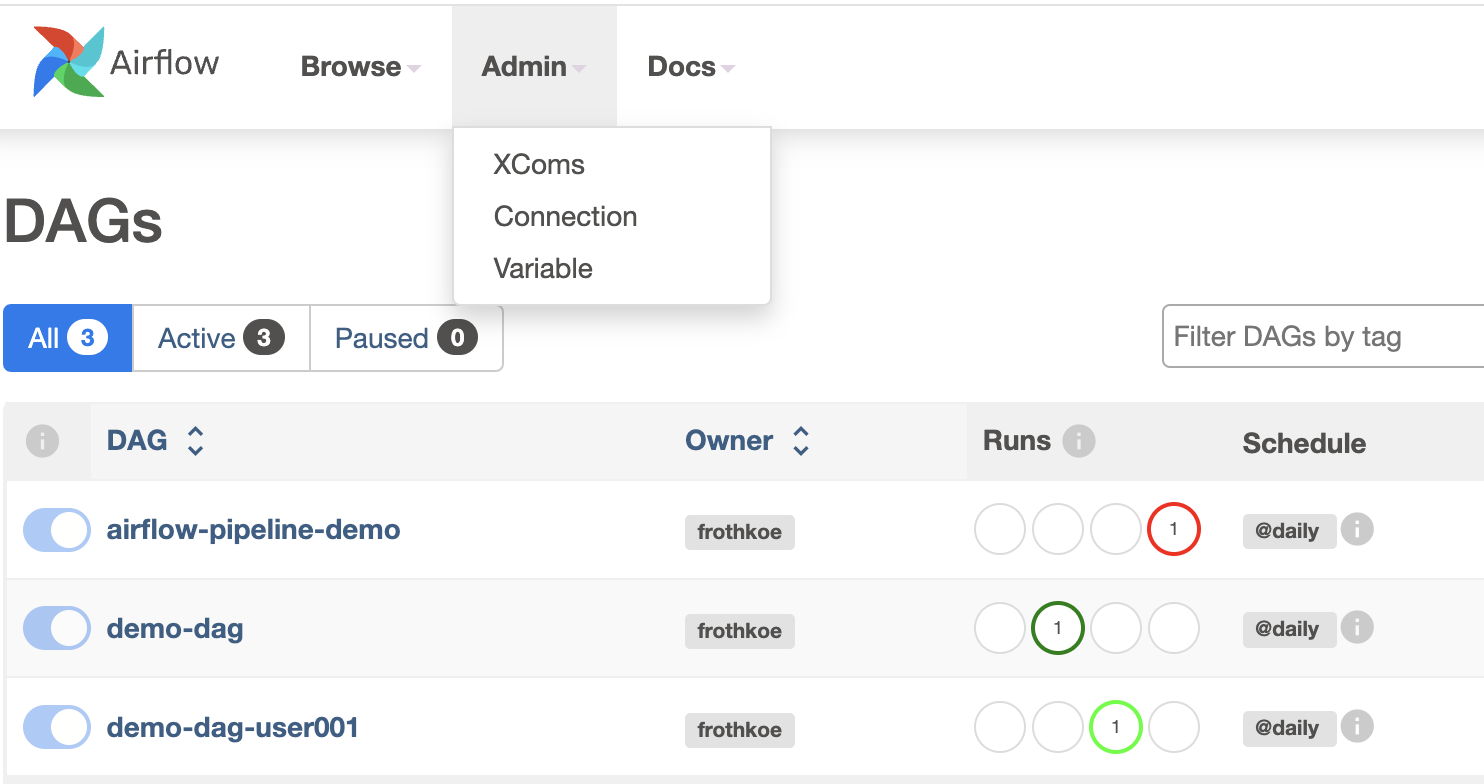 Airflow Browse Admin Docs
XComs
Connection
Variable
DAGs
All 3 Active 3 Paused 0 Filter DAGs by tag
i DAG Owner Runs i Schedule
airflow-pipeline-demo frothkoe 1 @daily i
demo-dag frothkoe 1 @daily i
demo-dag-user001 frothkoe 1 @daily i